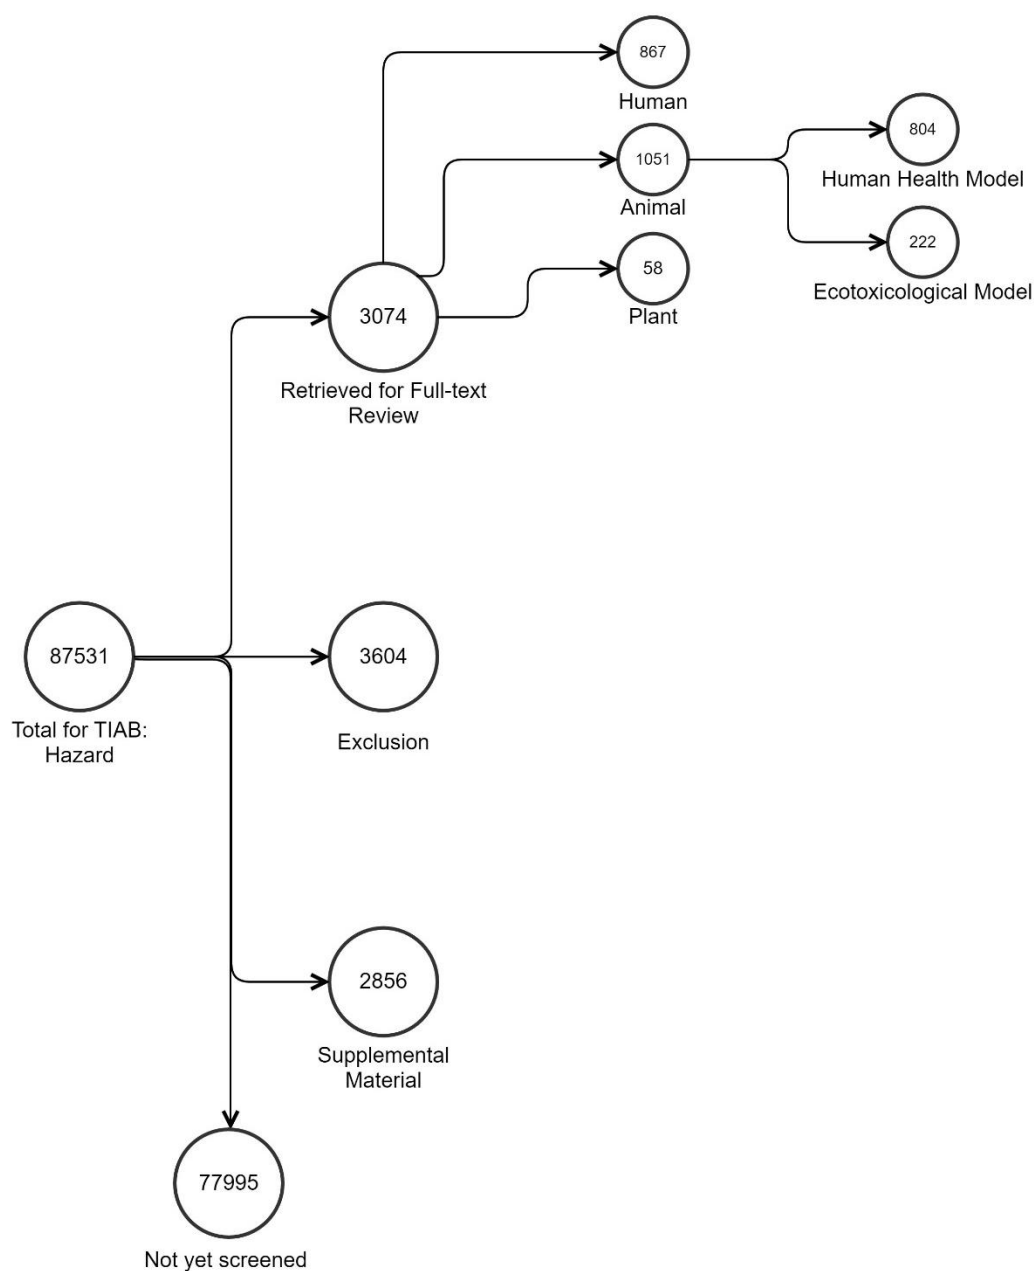 867
Human
804
Human Health Model
1051
Animal
222
Ecotoxicological Model
58
Plant
3074
Retrieved for Full-text
Review
87531
Total for TIAB:
Hazard
3604
Exclusion
2856
Supplemental
Material
77995
Not yet screened